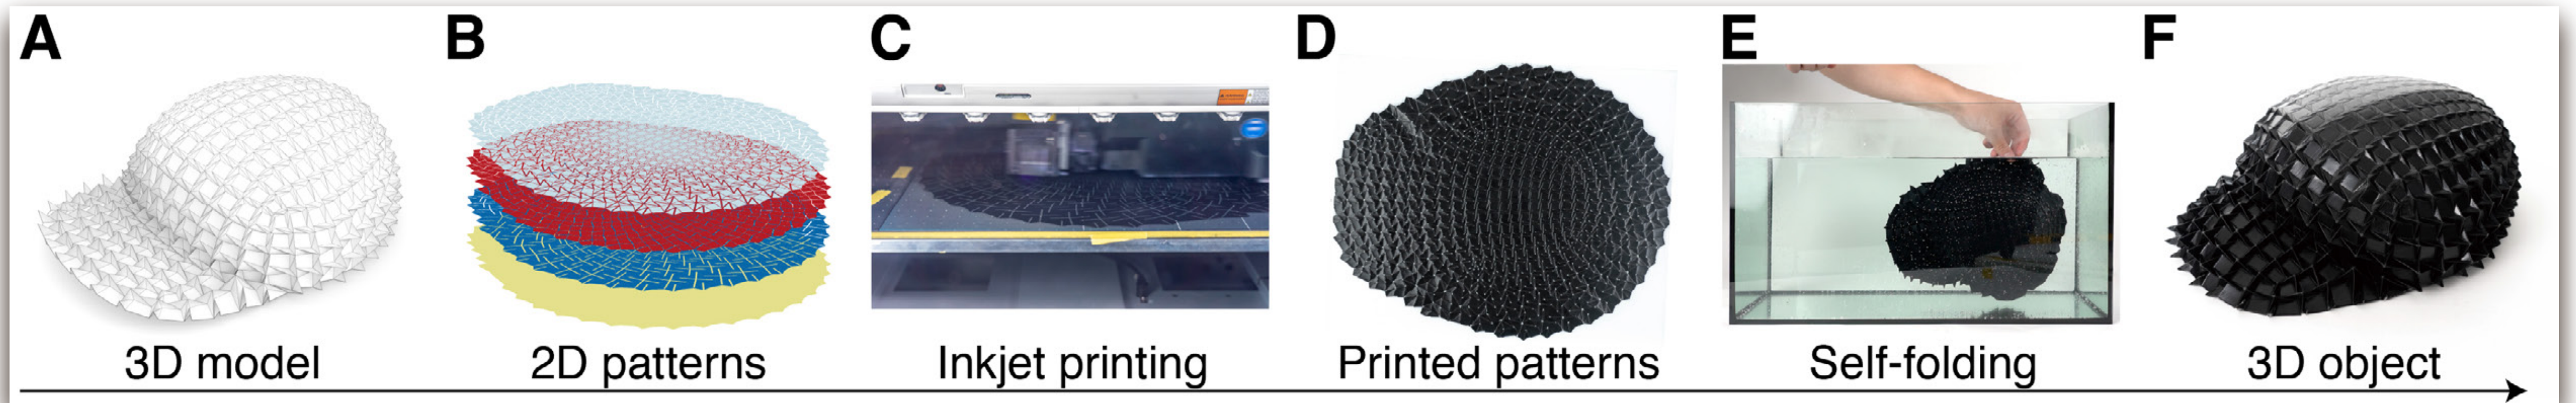 A B C D E F
3D model 2D patterns Inkjet printing Printed patterns Self-folding 3D object